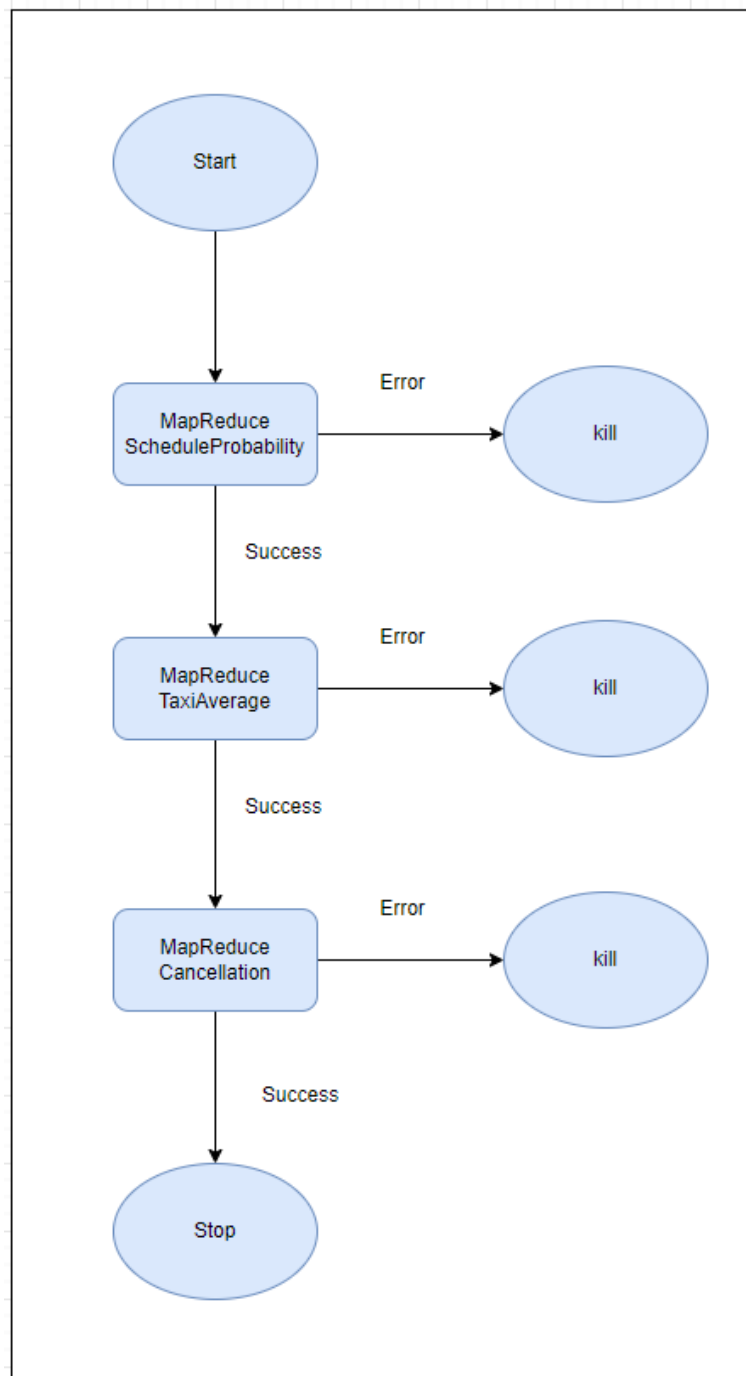 Start
Error
MapReduce
ScheduleProbability
kill
Success
Error
MapReduce
TaxiAverage
kill
Success
Error
MapReduce
Cancellation
kill
Success
Stop